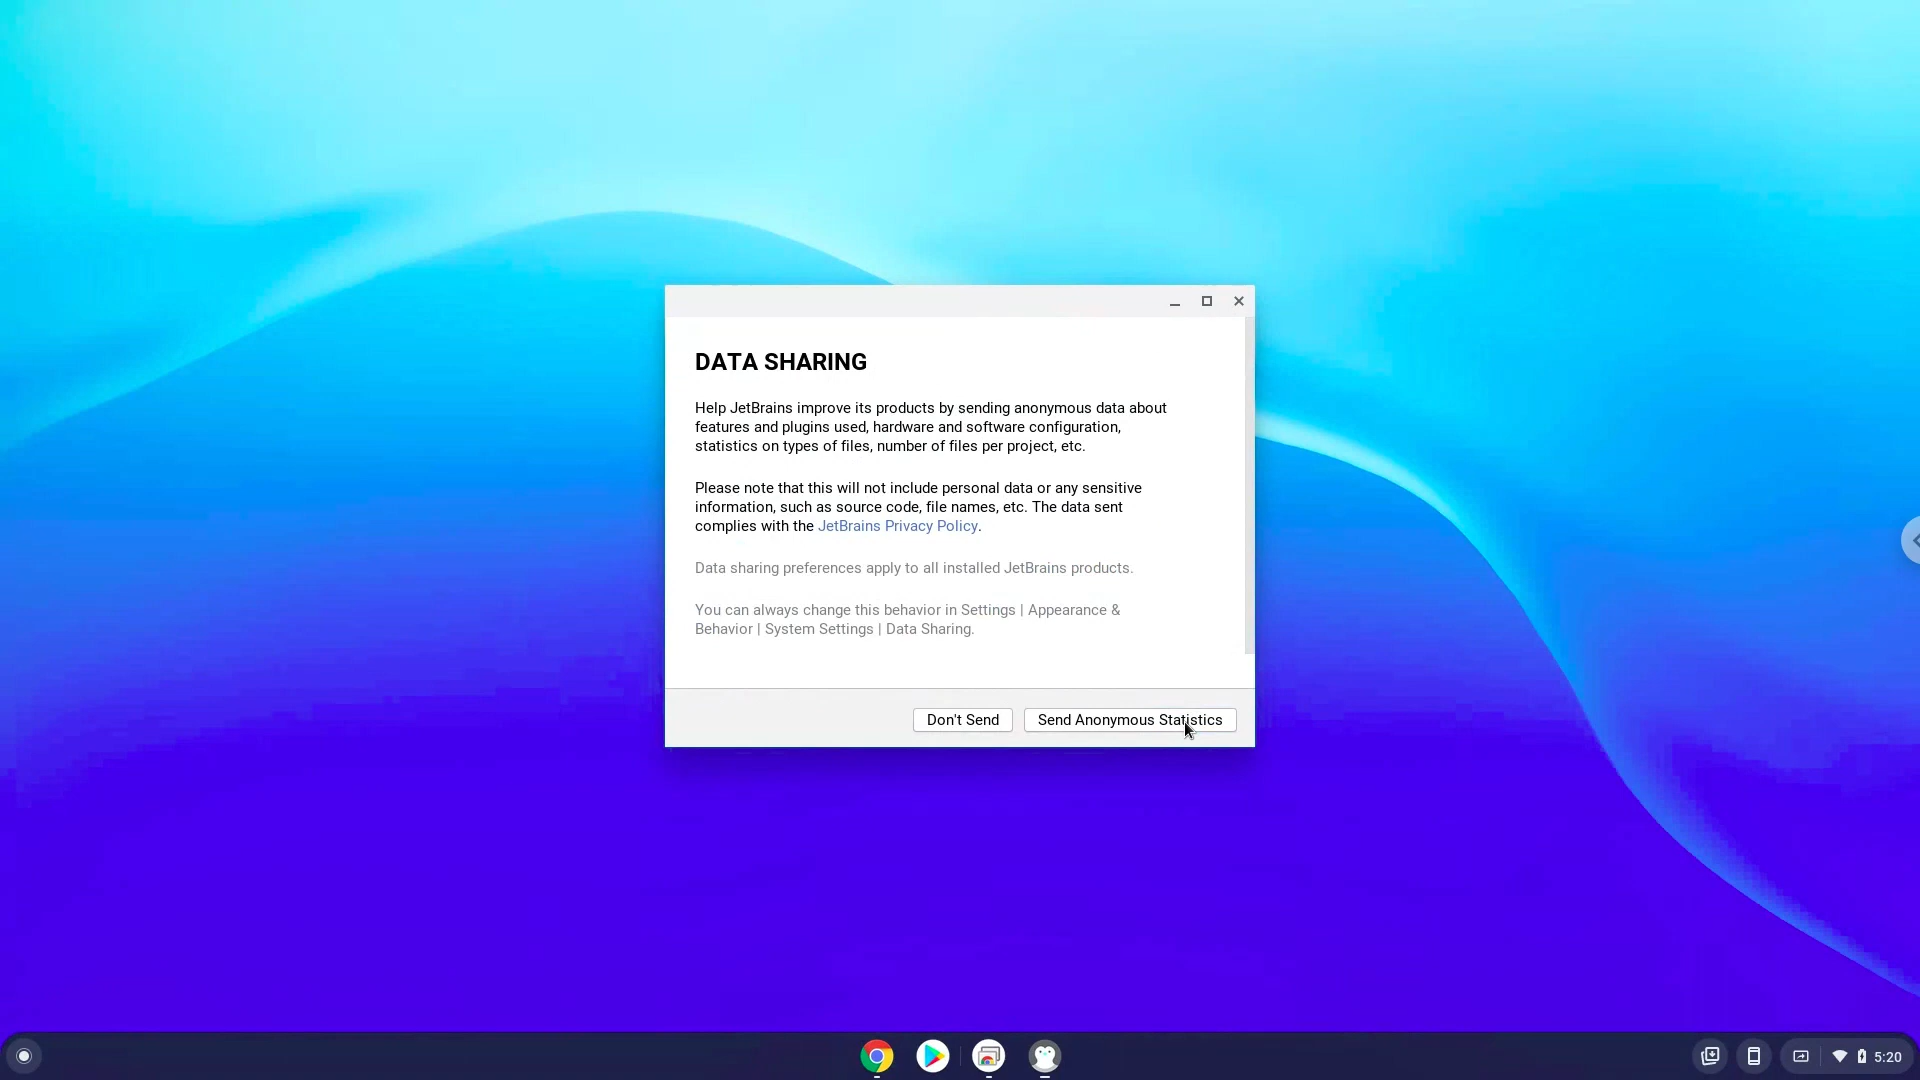 DATA SHARING
Help JetBrains improve its products by sending anonymous data about
features and plugins used, hardware and software configuration,
statistics on types of files, number of files per project, etc.
Please note that this will not include personal data or any sensitive
information, such as source code, file names, etc. The data sent
complies with the JetBrains Privacy Policy.
Data sharing preferences apply to all installed JetBrains products.
You can always change this behavior in Settings | Appearance &
Behavior | System Settings | Data Sharing.
Don't Send
Send Anonymous Statistics
5:20